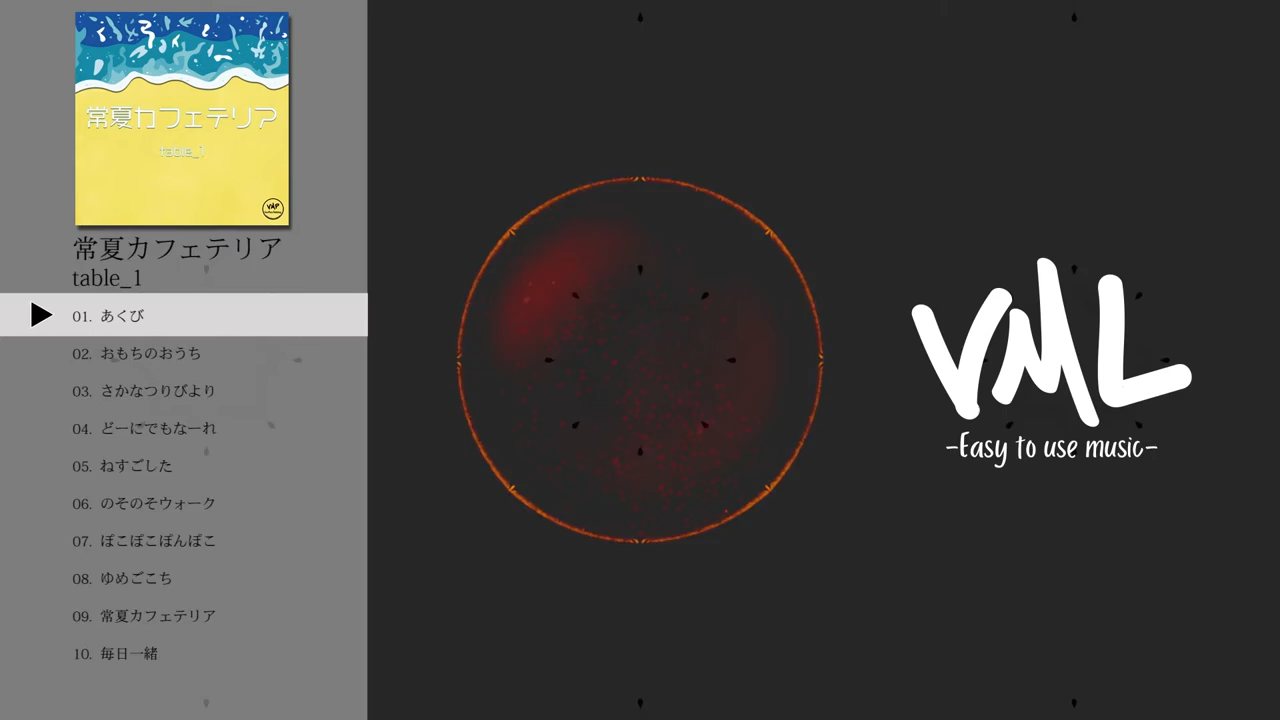 常夏カフェテリア
table_1
VMP
常夏カフェテリア
table_1
01. あくび
02. おもちのおうち
03. さかなつりびより
04. どーにでもなーれ
05. ねすごした
06. のそのそウォーク
07. ぽこぽこぽんぽこ
08. ゆめごこち
09. 常夏カフェテリア
10. 毎日一緒
VML
-Easy to use music-